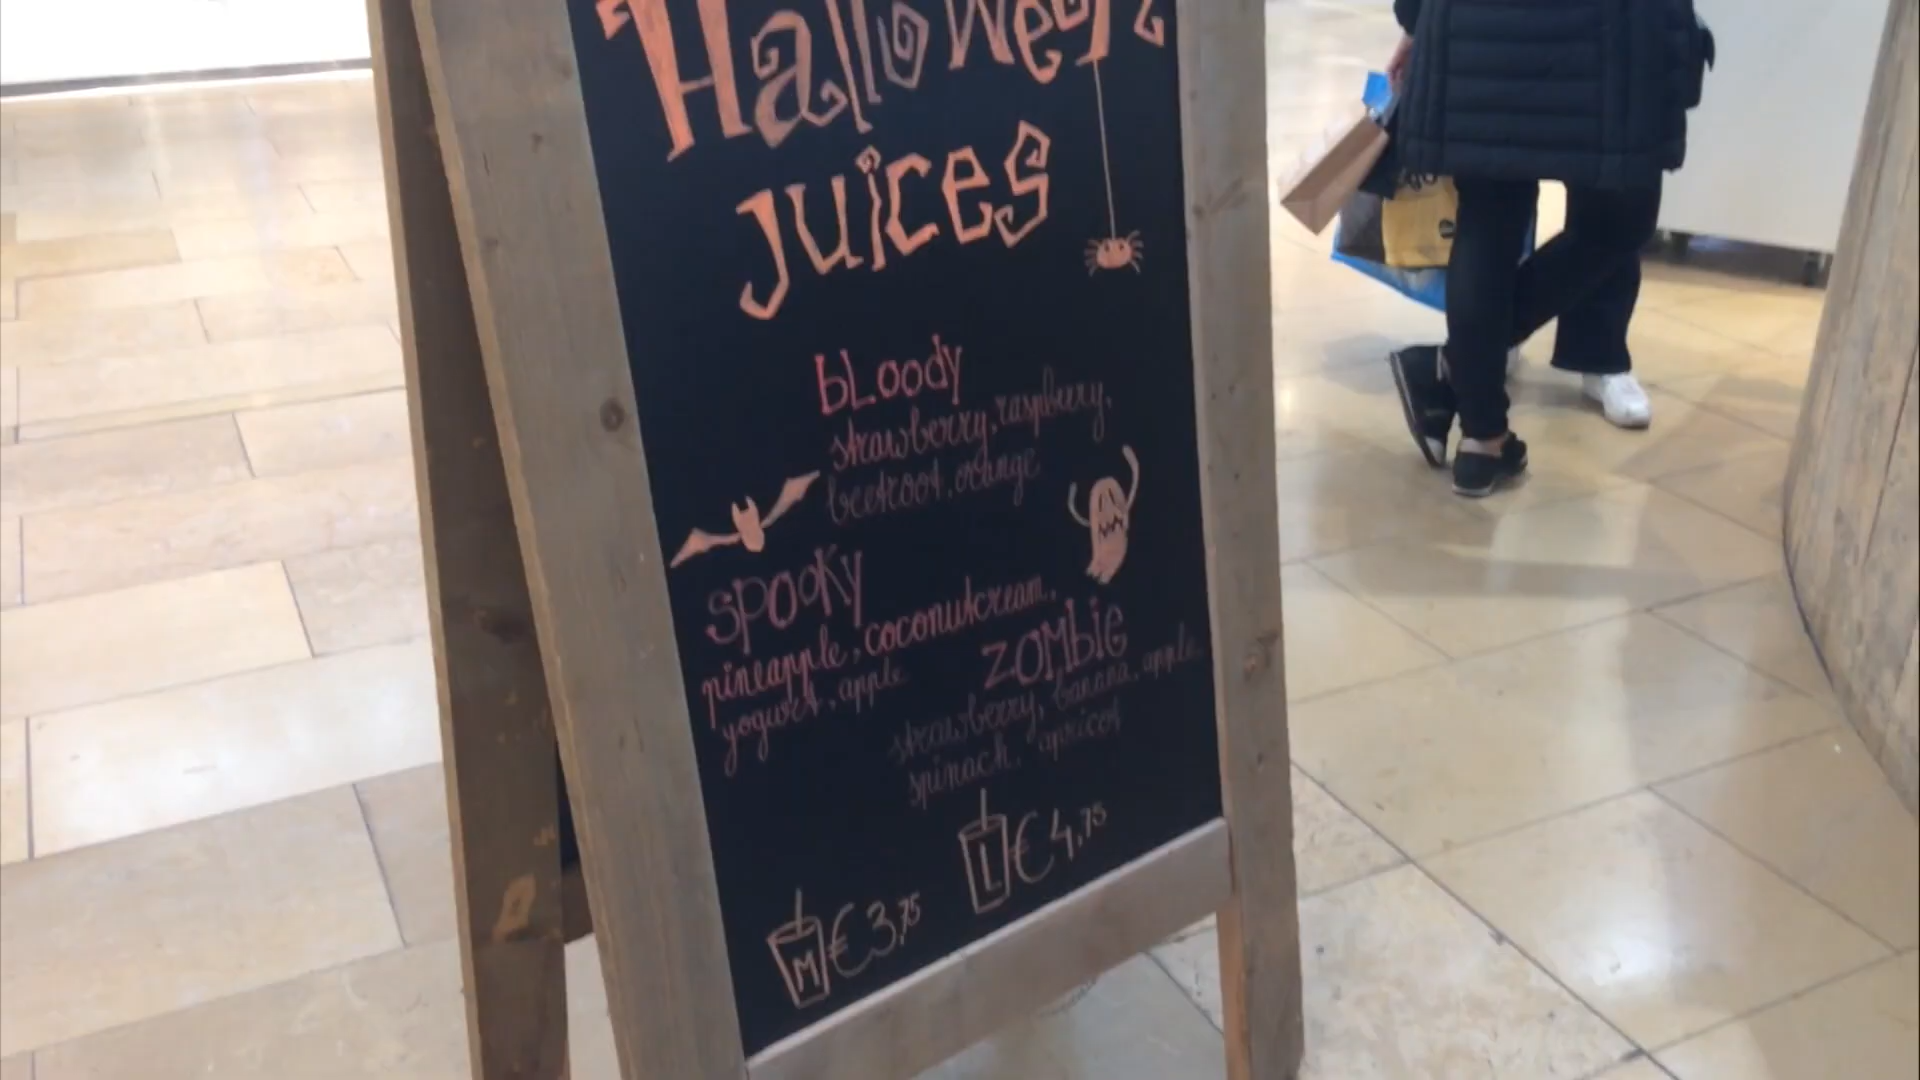 Halloween
juices
bLoody
strawberry, raspberry,
beetroot, orange
spooky
pineapple, coconutcream,
yogurt, apple
zombie
strawberry, banana, apple
spinach, apricot
L € 4,75
M € 3,75